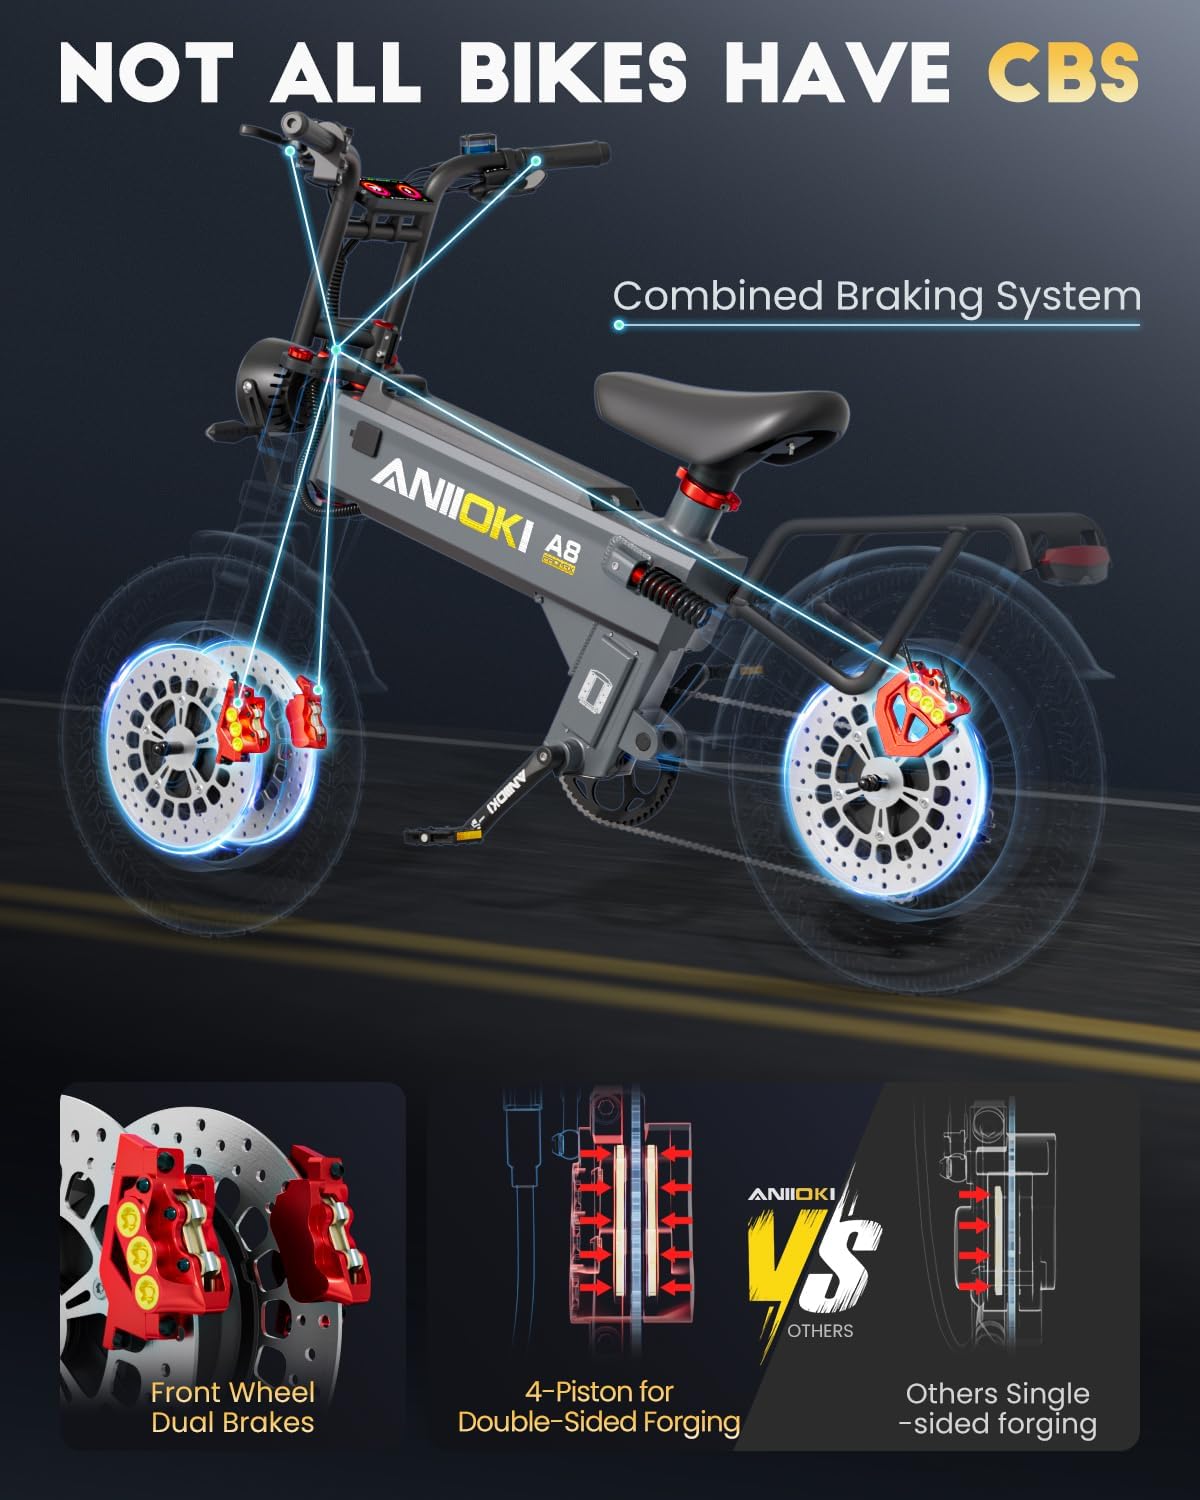 NOT ALL BIKES HAVE CBS
Combined Braking System
ANIIOKI A8
ANIIOKI
ANIIOKI
VS
OTHERS
Front Wheel
Dual Brakes
4-Piston for
Double-Sided Forging
Others Single
-sided forging